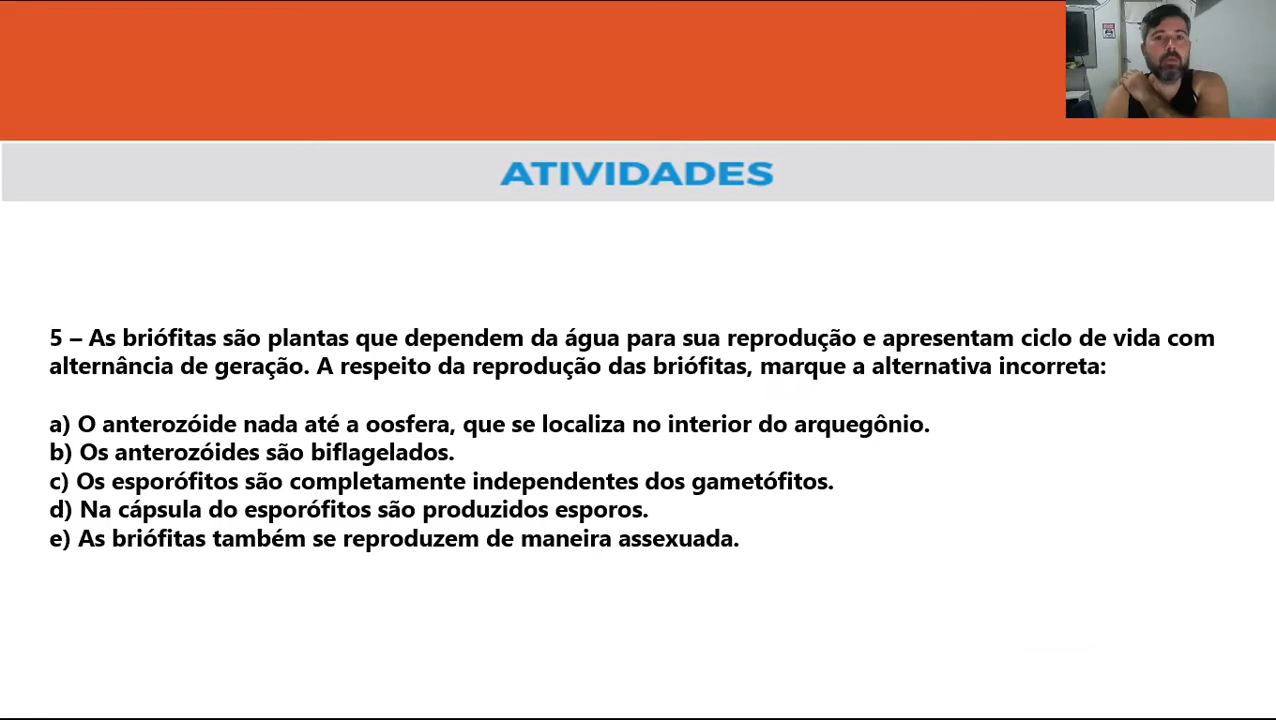 ATIVIDADES
5 – As briófitas são plantas que dependem da água para sua reprodução e apresentam ciclo de vida com
alternância de geração. A respeito da reprodução das briófitas, marque a alternativa incorreta:
a) O anterozóide nada até a oosfera, que se localiza no interior do arquegônio.
b) Os anterozóides são biflagelados.
c) Os esporófitos são completamente independentes dos gametófitos.
d) Na cápsula do esporófitos são produzidos esporos.
e) As briófitas também se reproduzem de maneira assexuada.